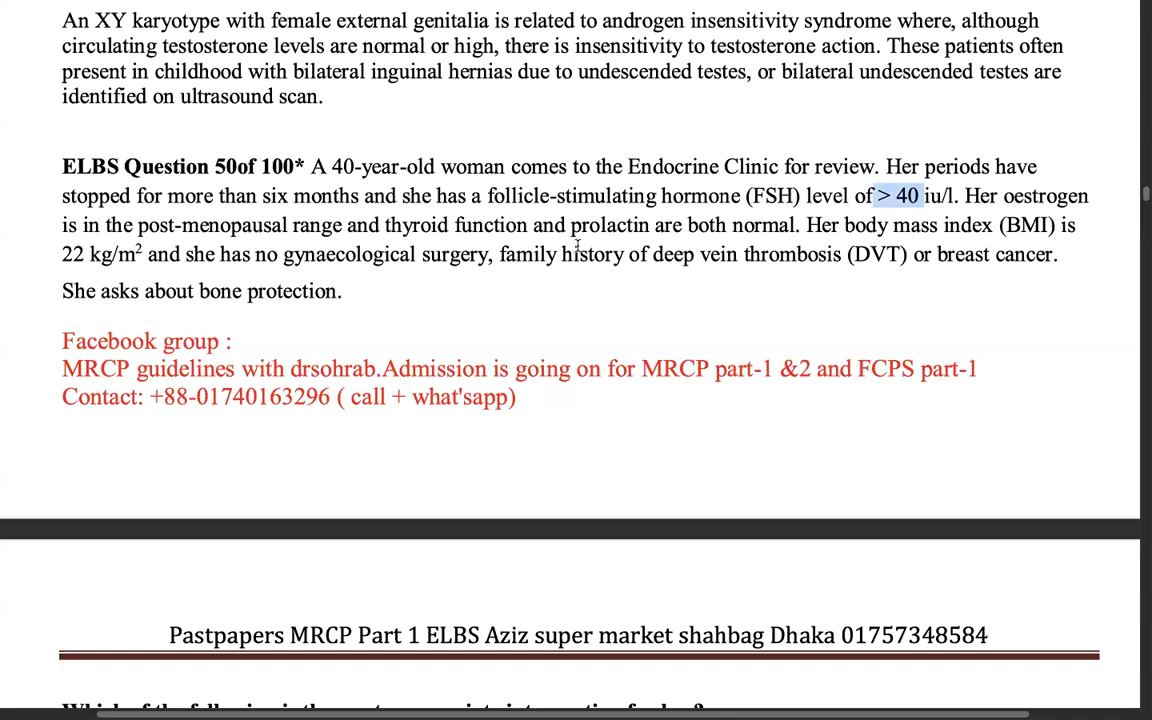 An XY karyotype with female external genitalia is related to androgen insensitivity syndrome where, although
circulating testosterone levels are normal or high, there is insensitivity to testosterone action. These patients often
present in childhood with bilateral inguinal hernias due to undescended testes, or bilateral undescended testes are
identified on ultrasound scan.
ELBS Question 50of 100* A 40-year-old woman comes to the Endocrine Clinic for review. Her periods have
stopped for more than six months and she has a follicle-stimulating hormone (FSH) level of > 40 iu/l. Her oestrogen
is in the post-menopausal range and thyroid function and prolactin are both normal. Her body mass index (BMI) is
22 kg/m² and she has no gynaecological surgery, family history of deep vein thrombosis (DVT) or breast cancer.
She asks about bone protection.
Facebook group :
MRCP guidelines with drsohrab.Admission is going on for MRCP part-1 &2 and FCPS part-1
Contact: +88-01740163296 ( call + what'sapp)
Pastpapers MRCP Part 1 ELBS Aziz super market shahbag Dhaka 01757348584